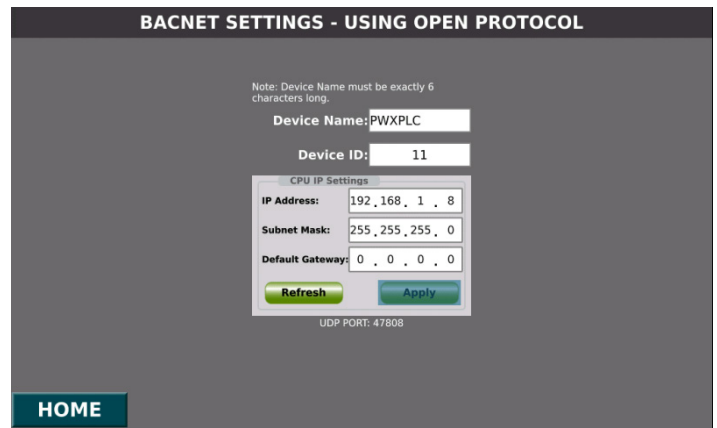 BACNET SETTINGS - USING OPEN PROTOCOL
Note: Device Name must be exactly 6
characters long.
Device Name: PWXPLC
Device ID: 11
CPU IP Settings
IP Address: 192 . 168 . 1 . 8
Subnet Mask: 255 . 255 . 255 . 0
Default Gateway: 0 . 0 . 0 . 0
Refresh Apply
UDP PORT: 47808
HOME